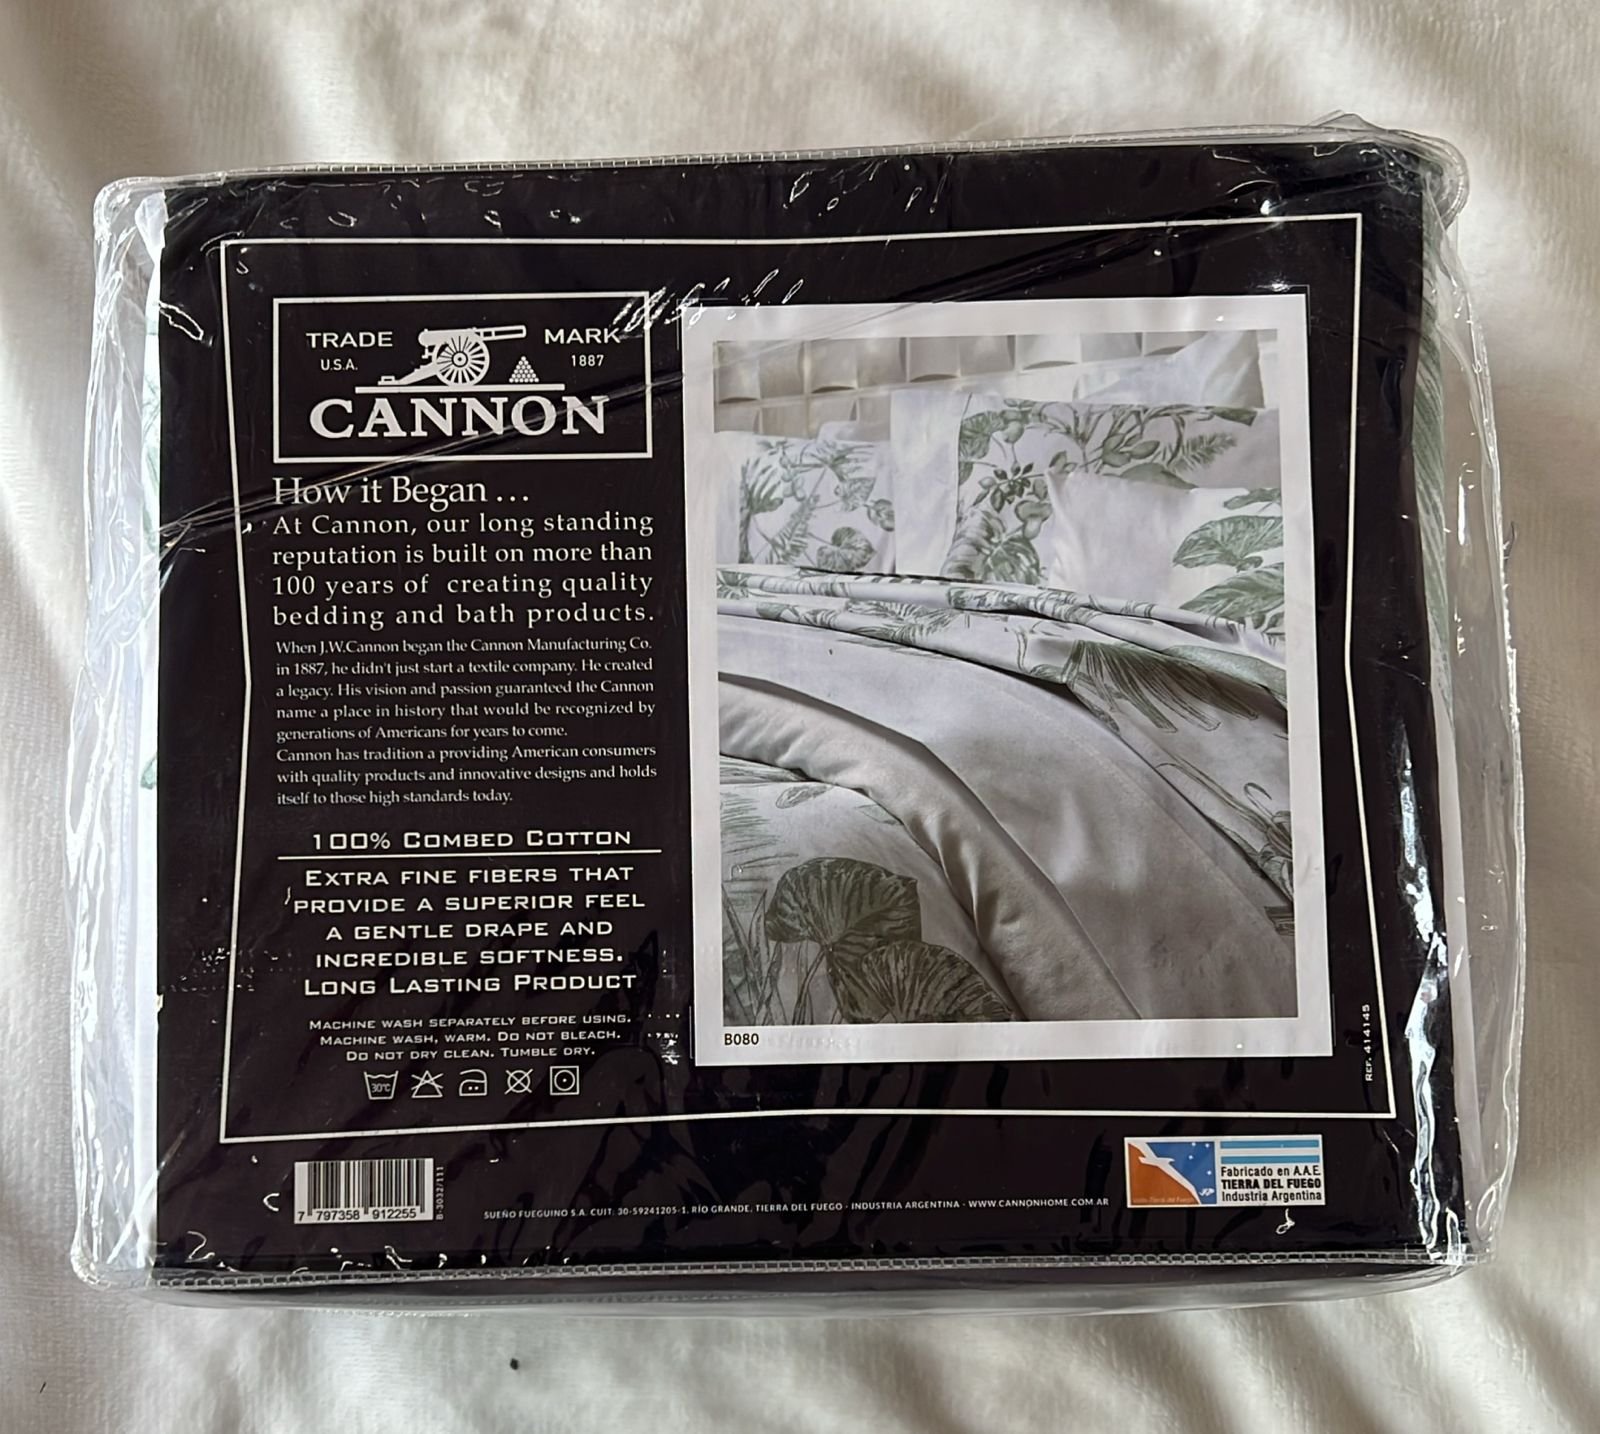 TRADE MARK
U.S.A. 1887
CANNON
How it Began ...
At Cannon, our long standing
reputation is built on more than
100 years of creating quality
bedding and bath products.
When J.W.Cannon began the Cannon Manufacturing Co.
in 1887, he didn't just start a textile company. He created
a legacy. His vision and passion guaranteed the Cannon
name a place in history that would be recognized by
generations of Americans for years to come.
Cannon has tradition a providing American consumers
with quality products and innovative designs and holds
itself to those high standards today.
100% COMBED COTTON
EXTRA FINE FIBERS THAT
PROVIDE A SUPERIOR FEEL
A GENTLE DRAPE AND
INCREDIBLE SOFTNESS.
LONG LASTING PRODUCT
MACHINE WASH SEPARATELY BEFORE USING.
MACHINE WASH, WARM. DO NOT BLEACH.
DO NOT DRY CLEAN. TUMBLE DRY.
30°C
B080
REF. 414145
7 797358 912255
B-3032/111
SUEÑO FUEGUINO S.A. CUIT: 30-59241205-1. RÍO GRANDE, TIERRA DEL FUEGO - INDUSTRIA ARGENTINA - WWW.CANNONHOME.COM.AR
Fabricado en A.A.E.
TIERRA DEL FUEGO
Industria Argentina